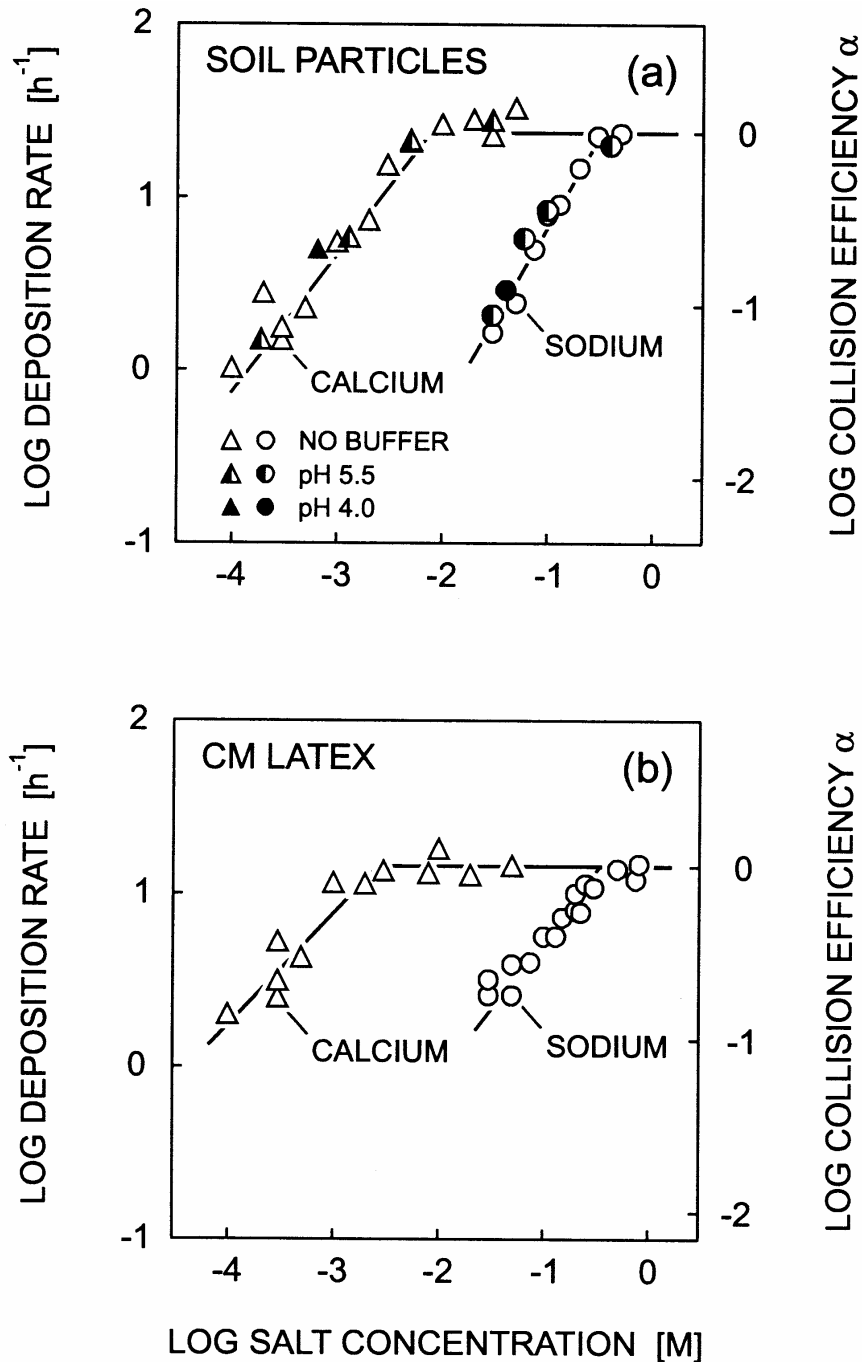 LOG DEPOSITION RATE [h⁻¹]
2
1
0
-1
SOIL PARTICLES
(a)
CALCIUM
SODIUM
NO BUFFER
pH 5.5
pH 4.0
0
-1
-2
LOG COLLISION EFFICIENCY α
-4 -3 -2 -1 0
LOG DEPOSITION RATE [h⁻¹]
2
1
0
-1
CM LATEX
(b)
CALCIUM
SODIUM
0
-1
-2
LOG COLLISION EFFICIENCY α
-4 -3 -2 -1 0
LOG SALT CONCENTRATION [M]